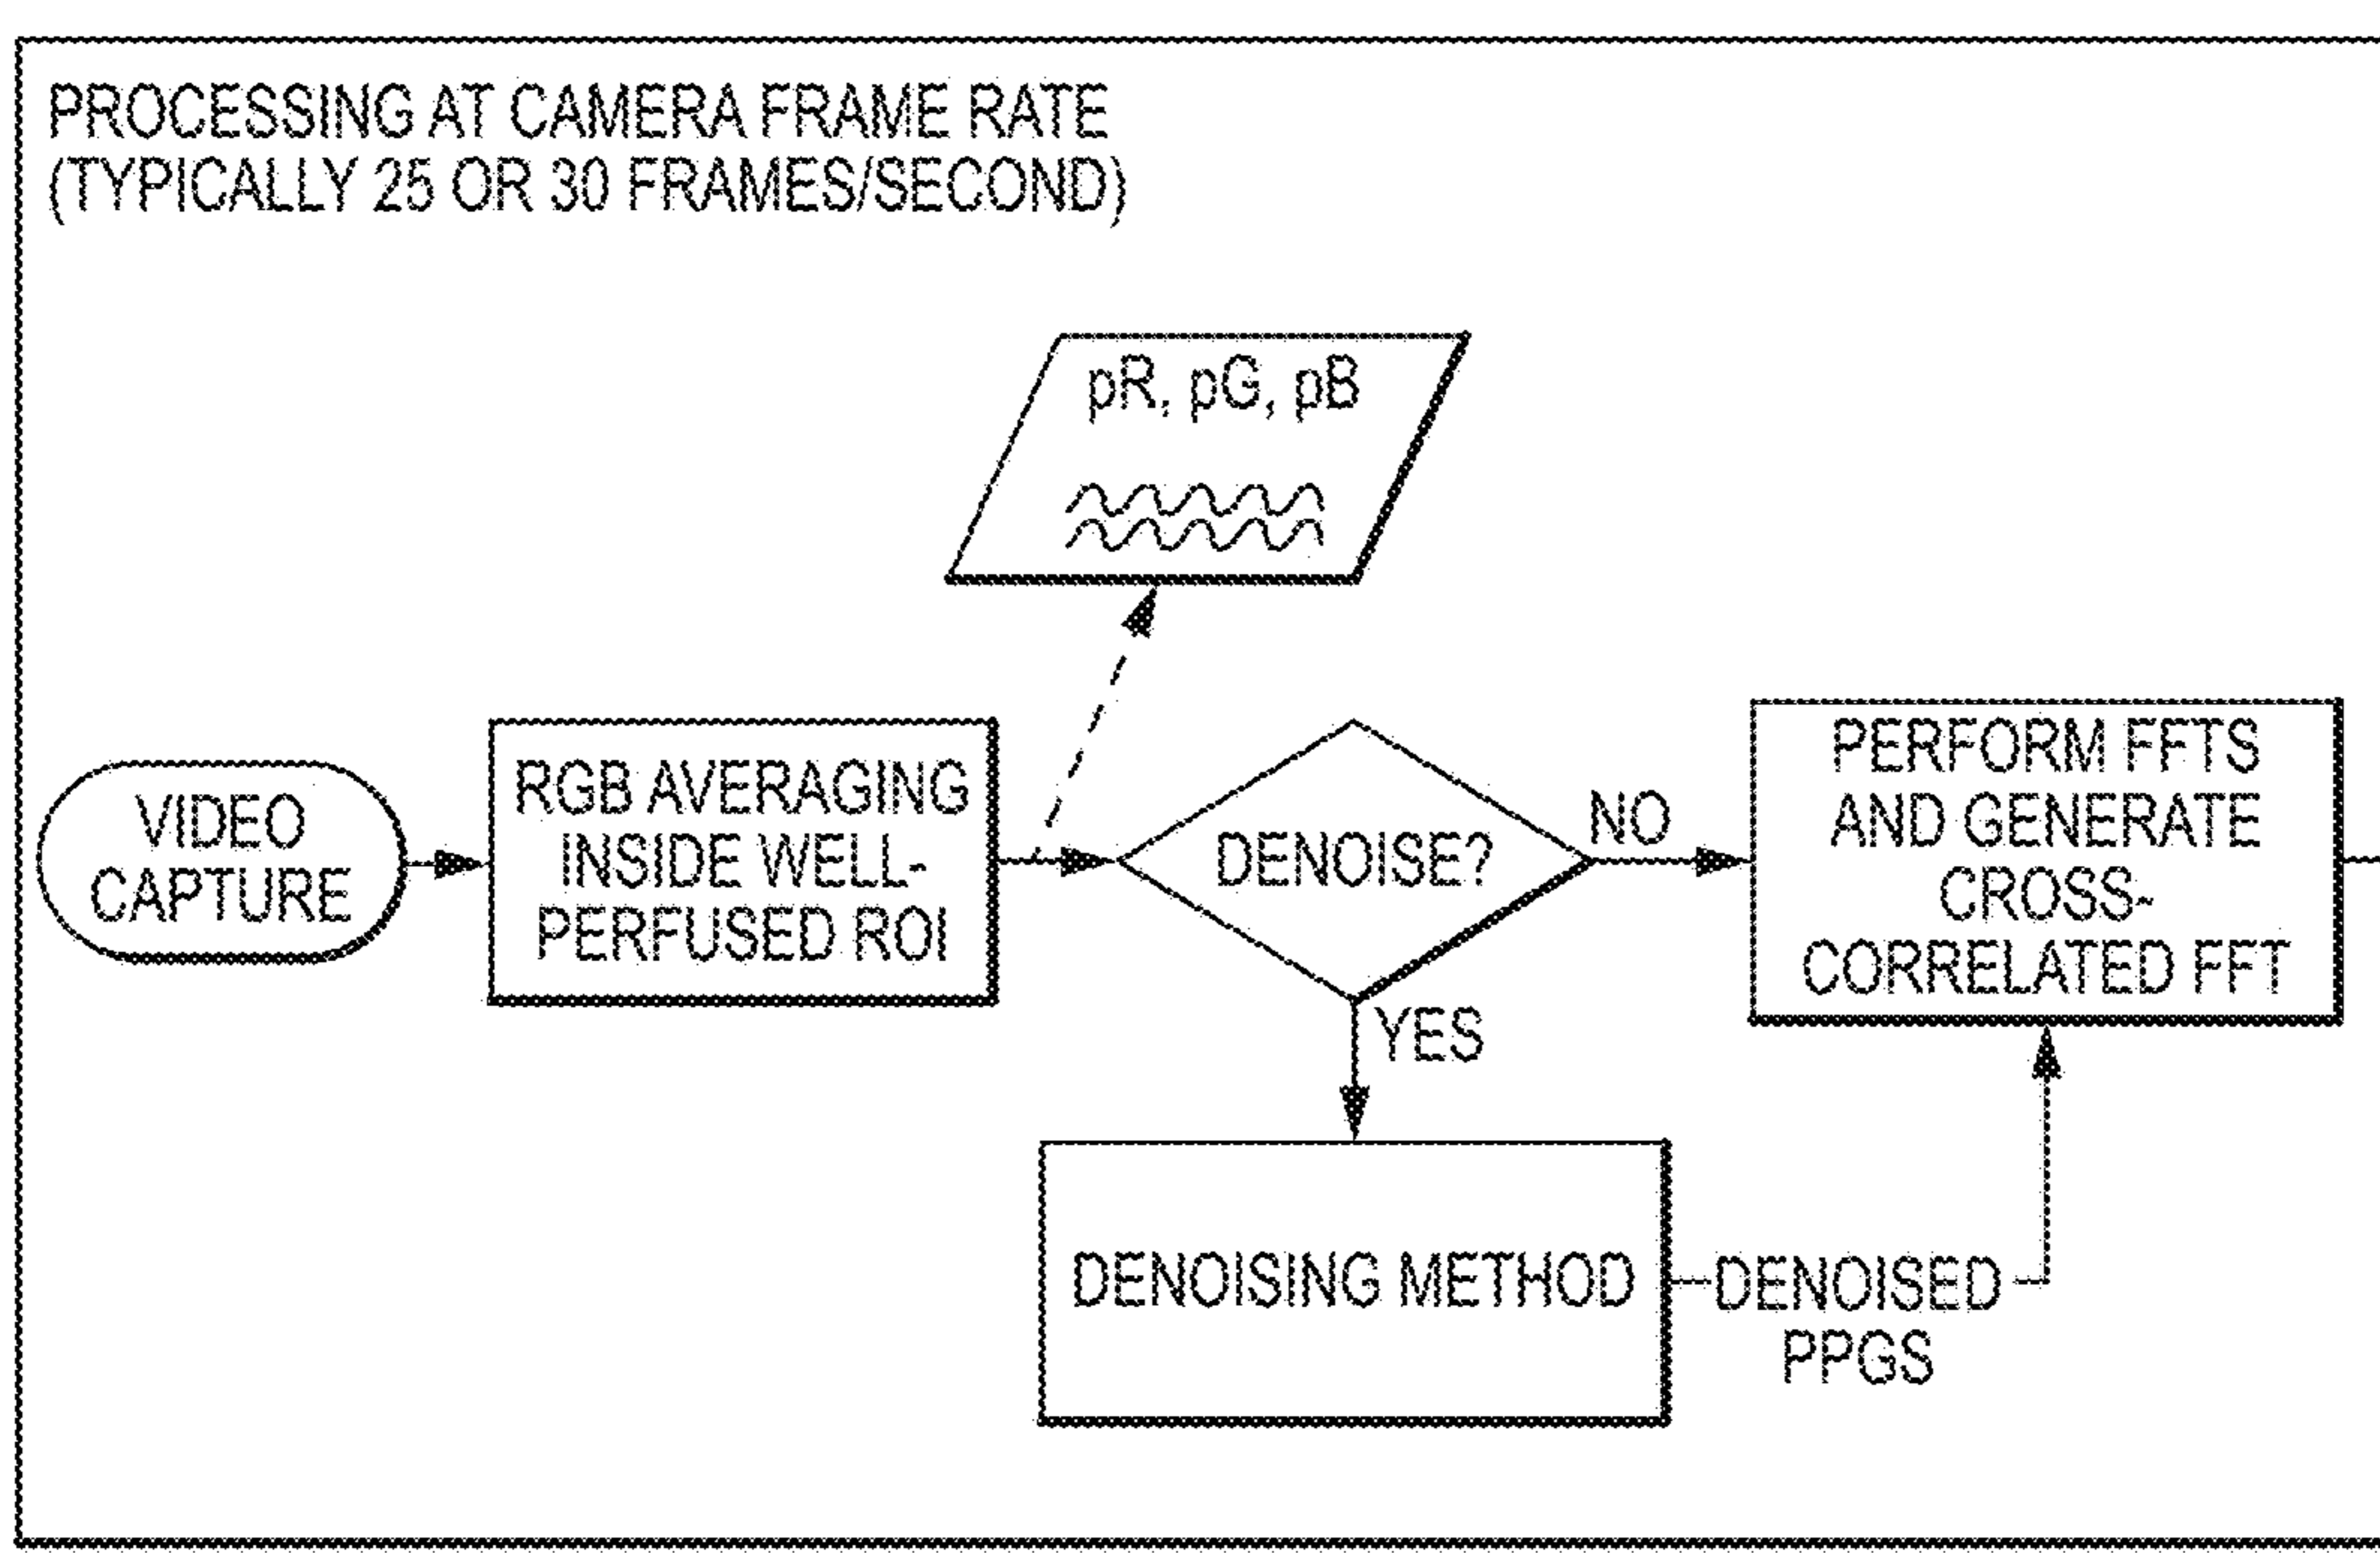 PROCESSING AT CAMERA FRAME RATE
(TYPICALLY 25 OR 30 FRAMES/SECOND)
pR, pG, pB
VIDEO
CAPTURE
RGB AVERAGING
INSIDE WELL-
PERFUSED ROI
DENOISE?
NO
YES
PERFORM FFTS
AND GENERATE
CROSS-
CORRELATED FFT
DENOISING METHOD
DENOISED
PPGS